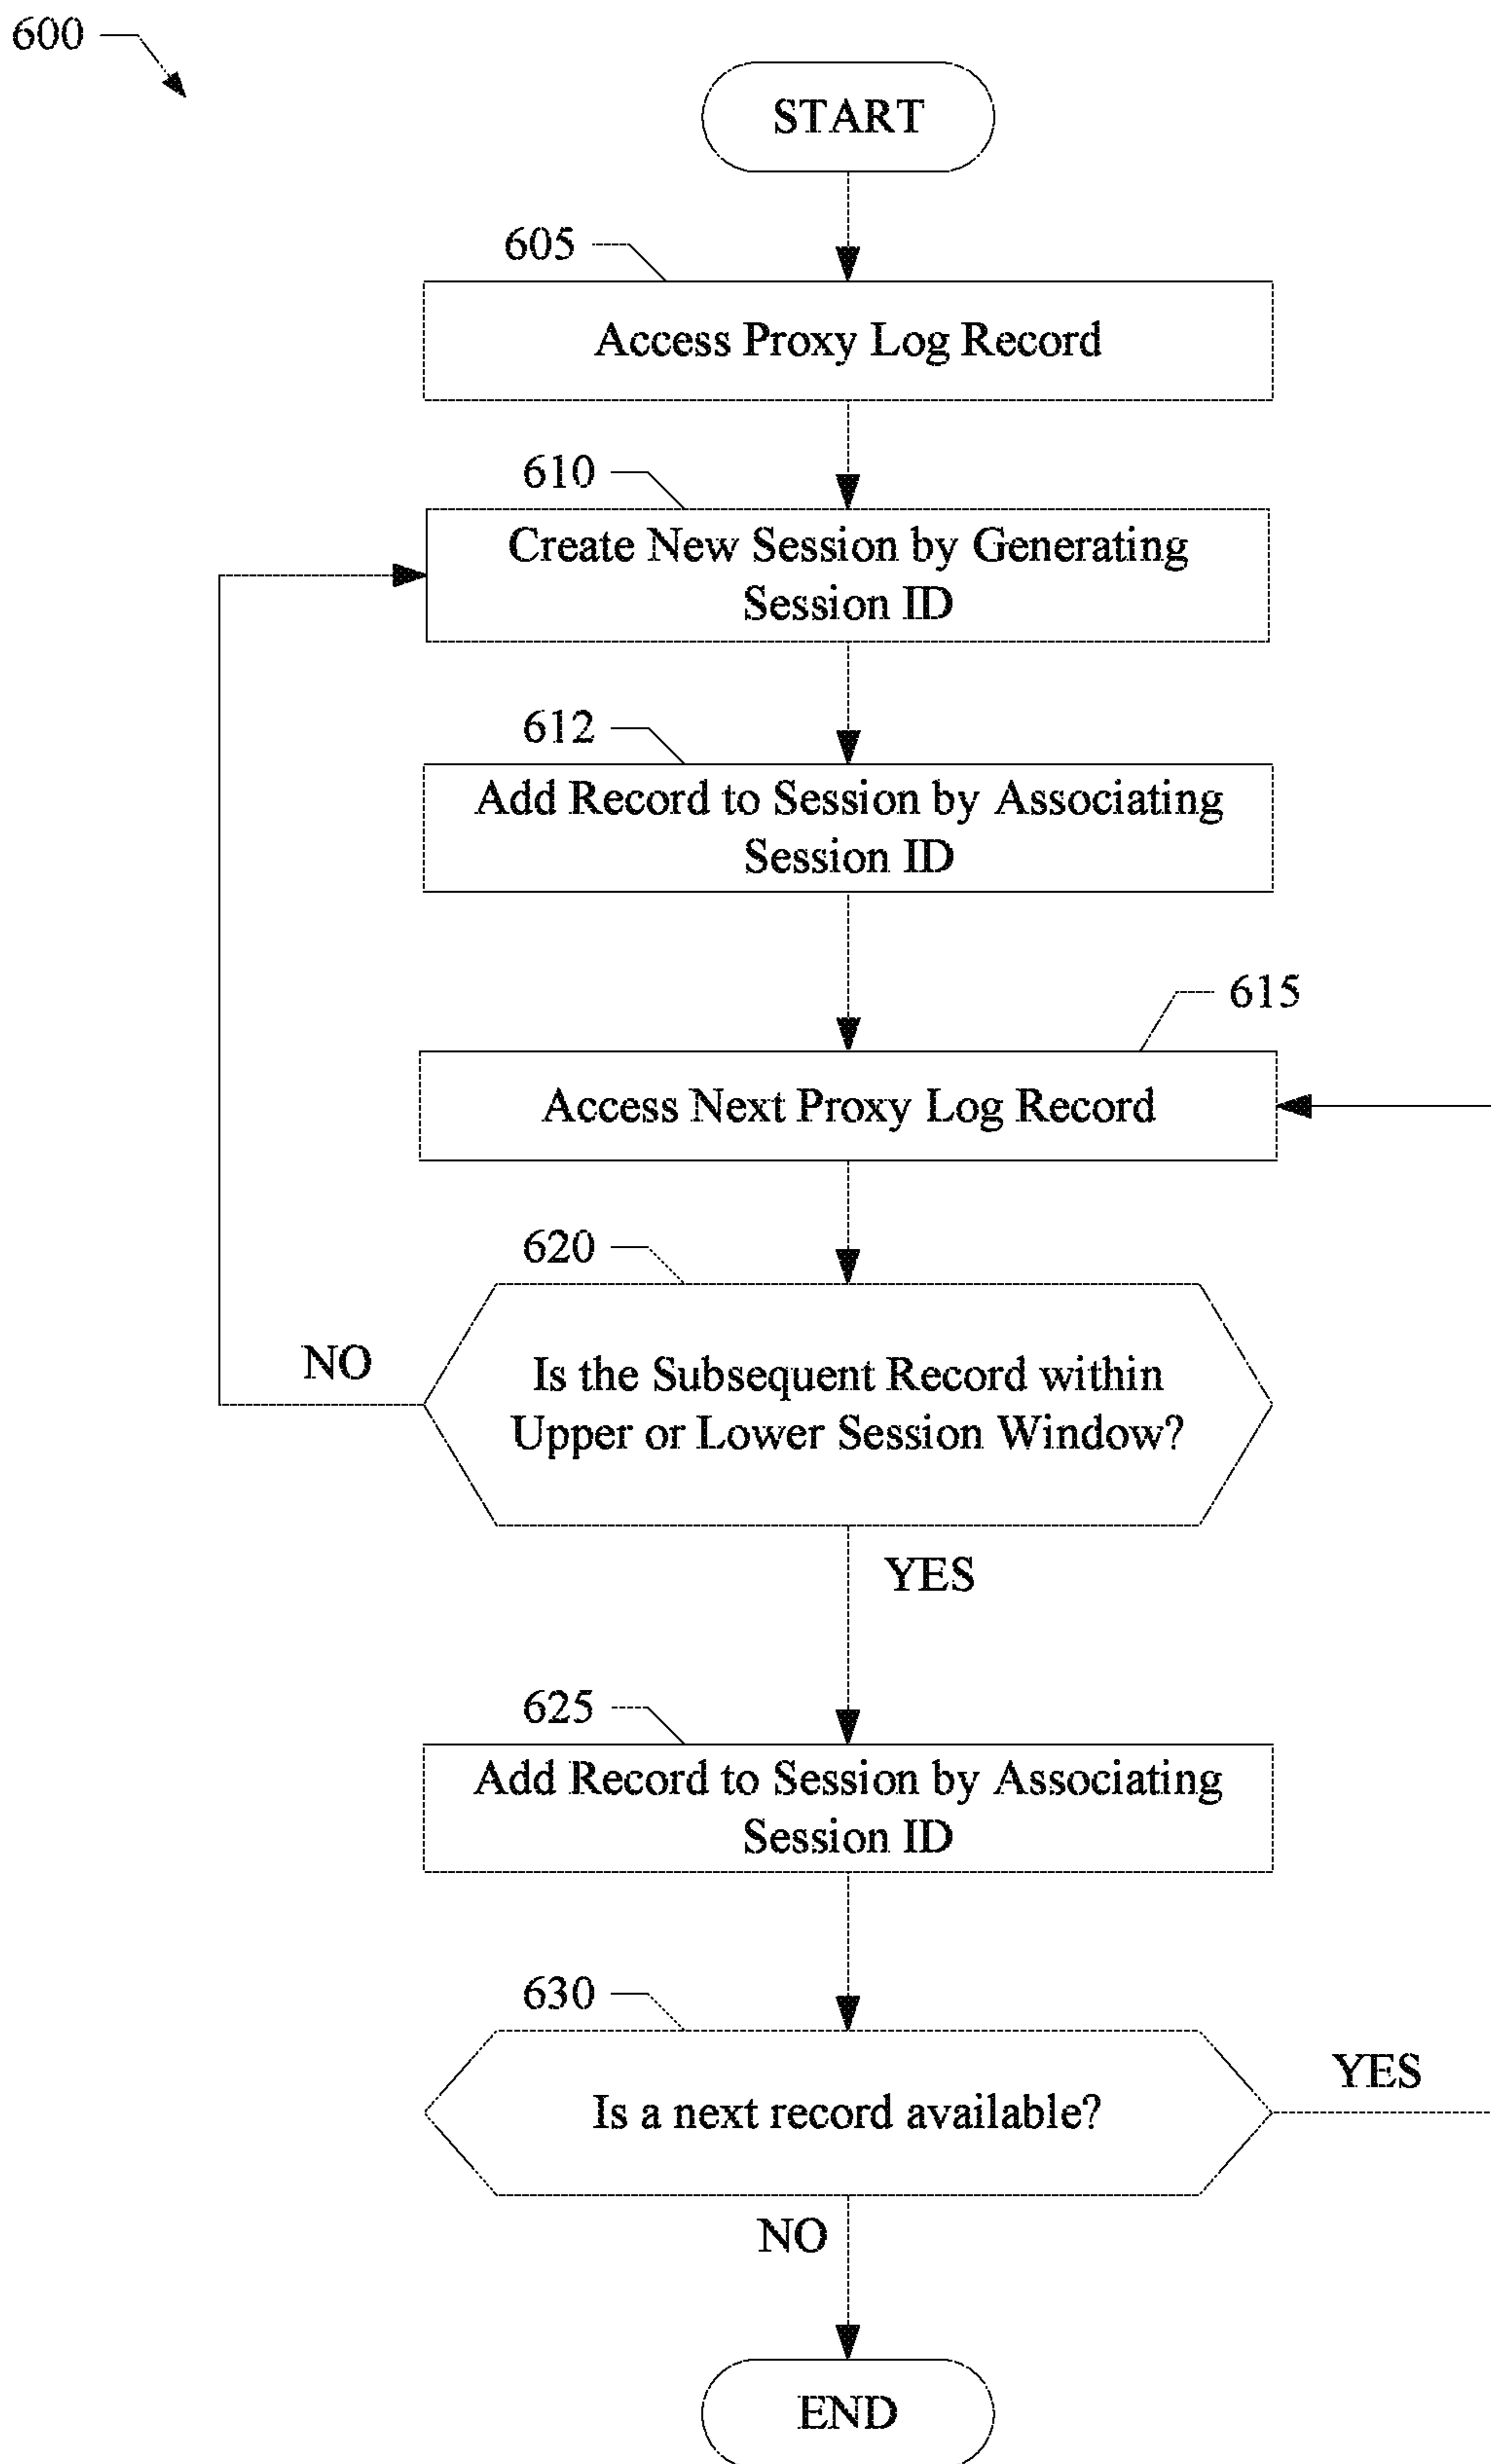 600
START
605
Access Proxy Log Record
610
Create New Session by Generating
Session ID
612
Add Record to Session by Associating
Session ID
615
Access Next Proxy Log Record
620
Is the Subsequent Record within
Upper or Lower Session Window?
NO
YES
625
Add Record to Session by Associating
Session ID
630
Is a next record available?
YES
NO
END